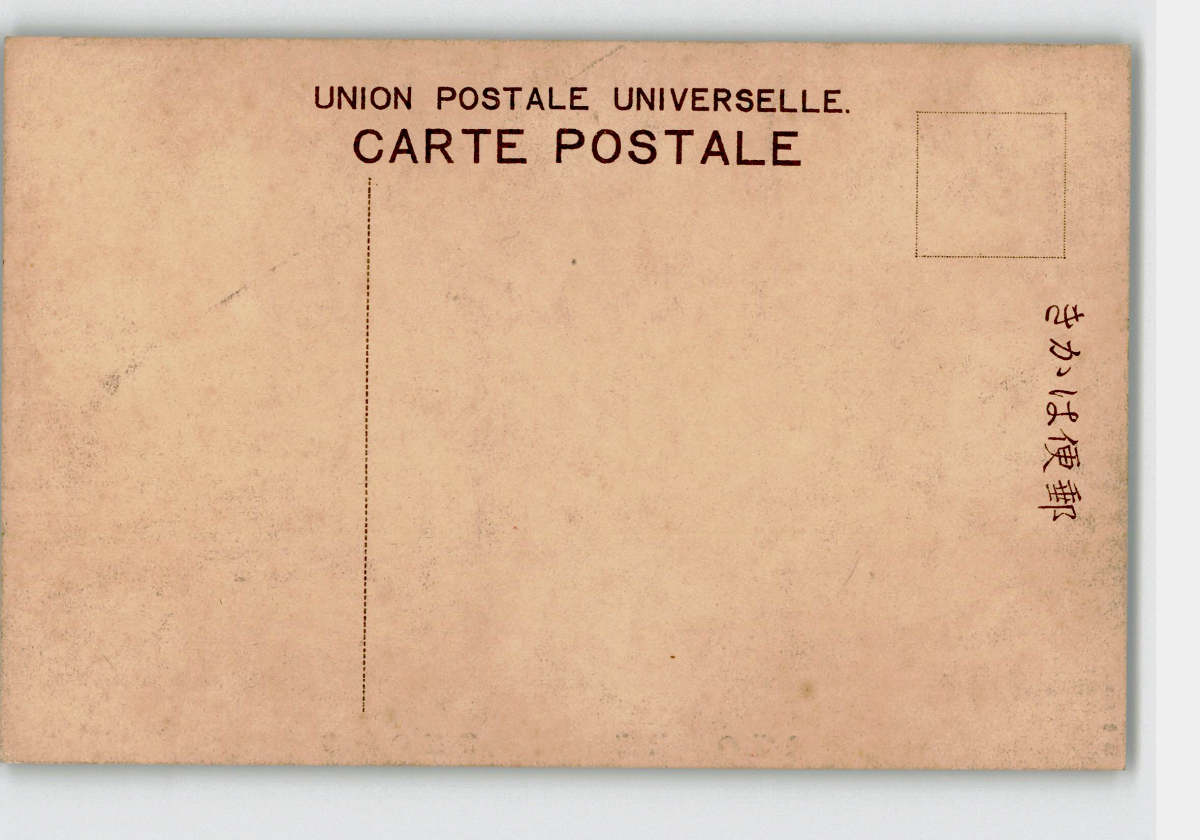 UNION POSTALE UNIVERSELLE.
CARTE POSTALE
郵便はかき